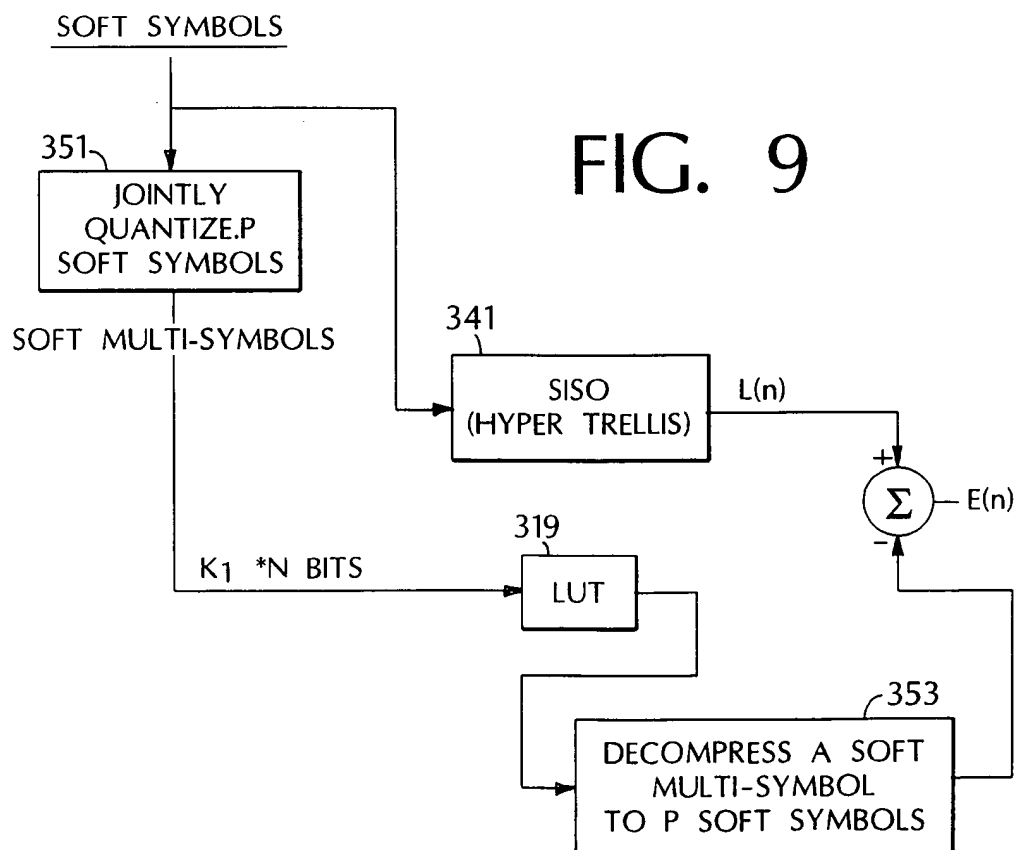 SOFT SYMBOLS
FIG. 9
351
JOINTLY
QUANTIZE.P
SOFT SYMBOLS
SOFT MULTI-SYMBOLS
341
SISO
(HYPER TRELLIS)
L(n)
+
Σ
E(n)
-
319
K1 *N BITS
LUT
353
DECOMPRESS A SOFT
MULTI-SYMBOL
TO P SOFT SYMBOLS